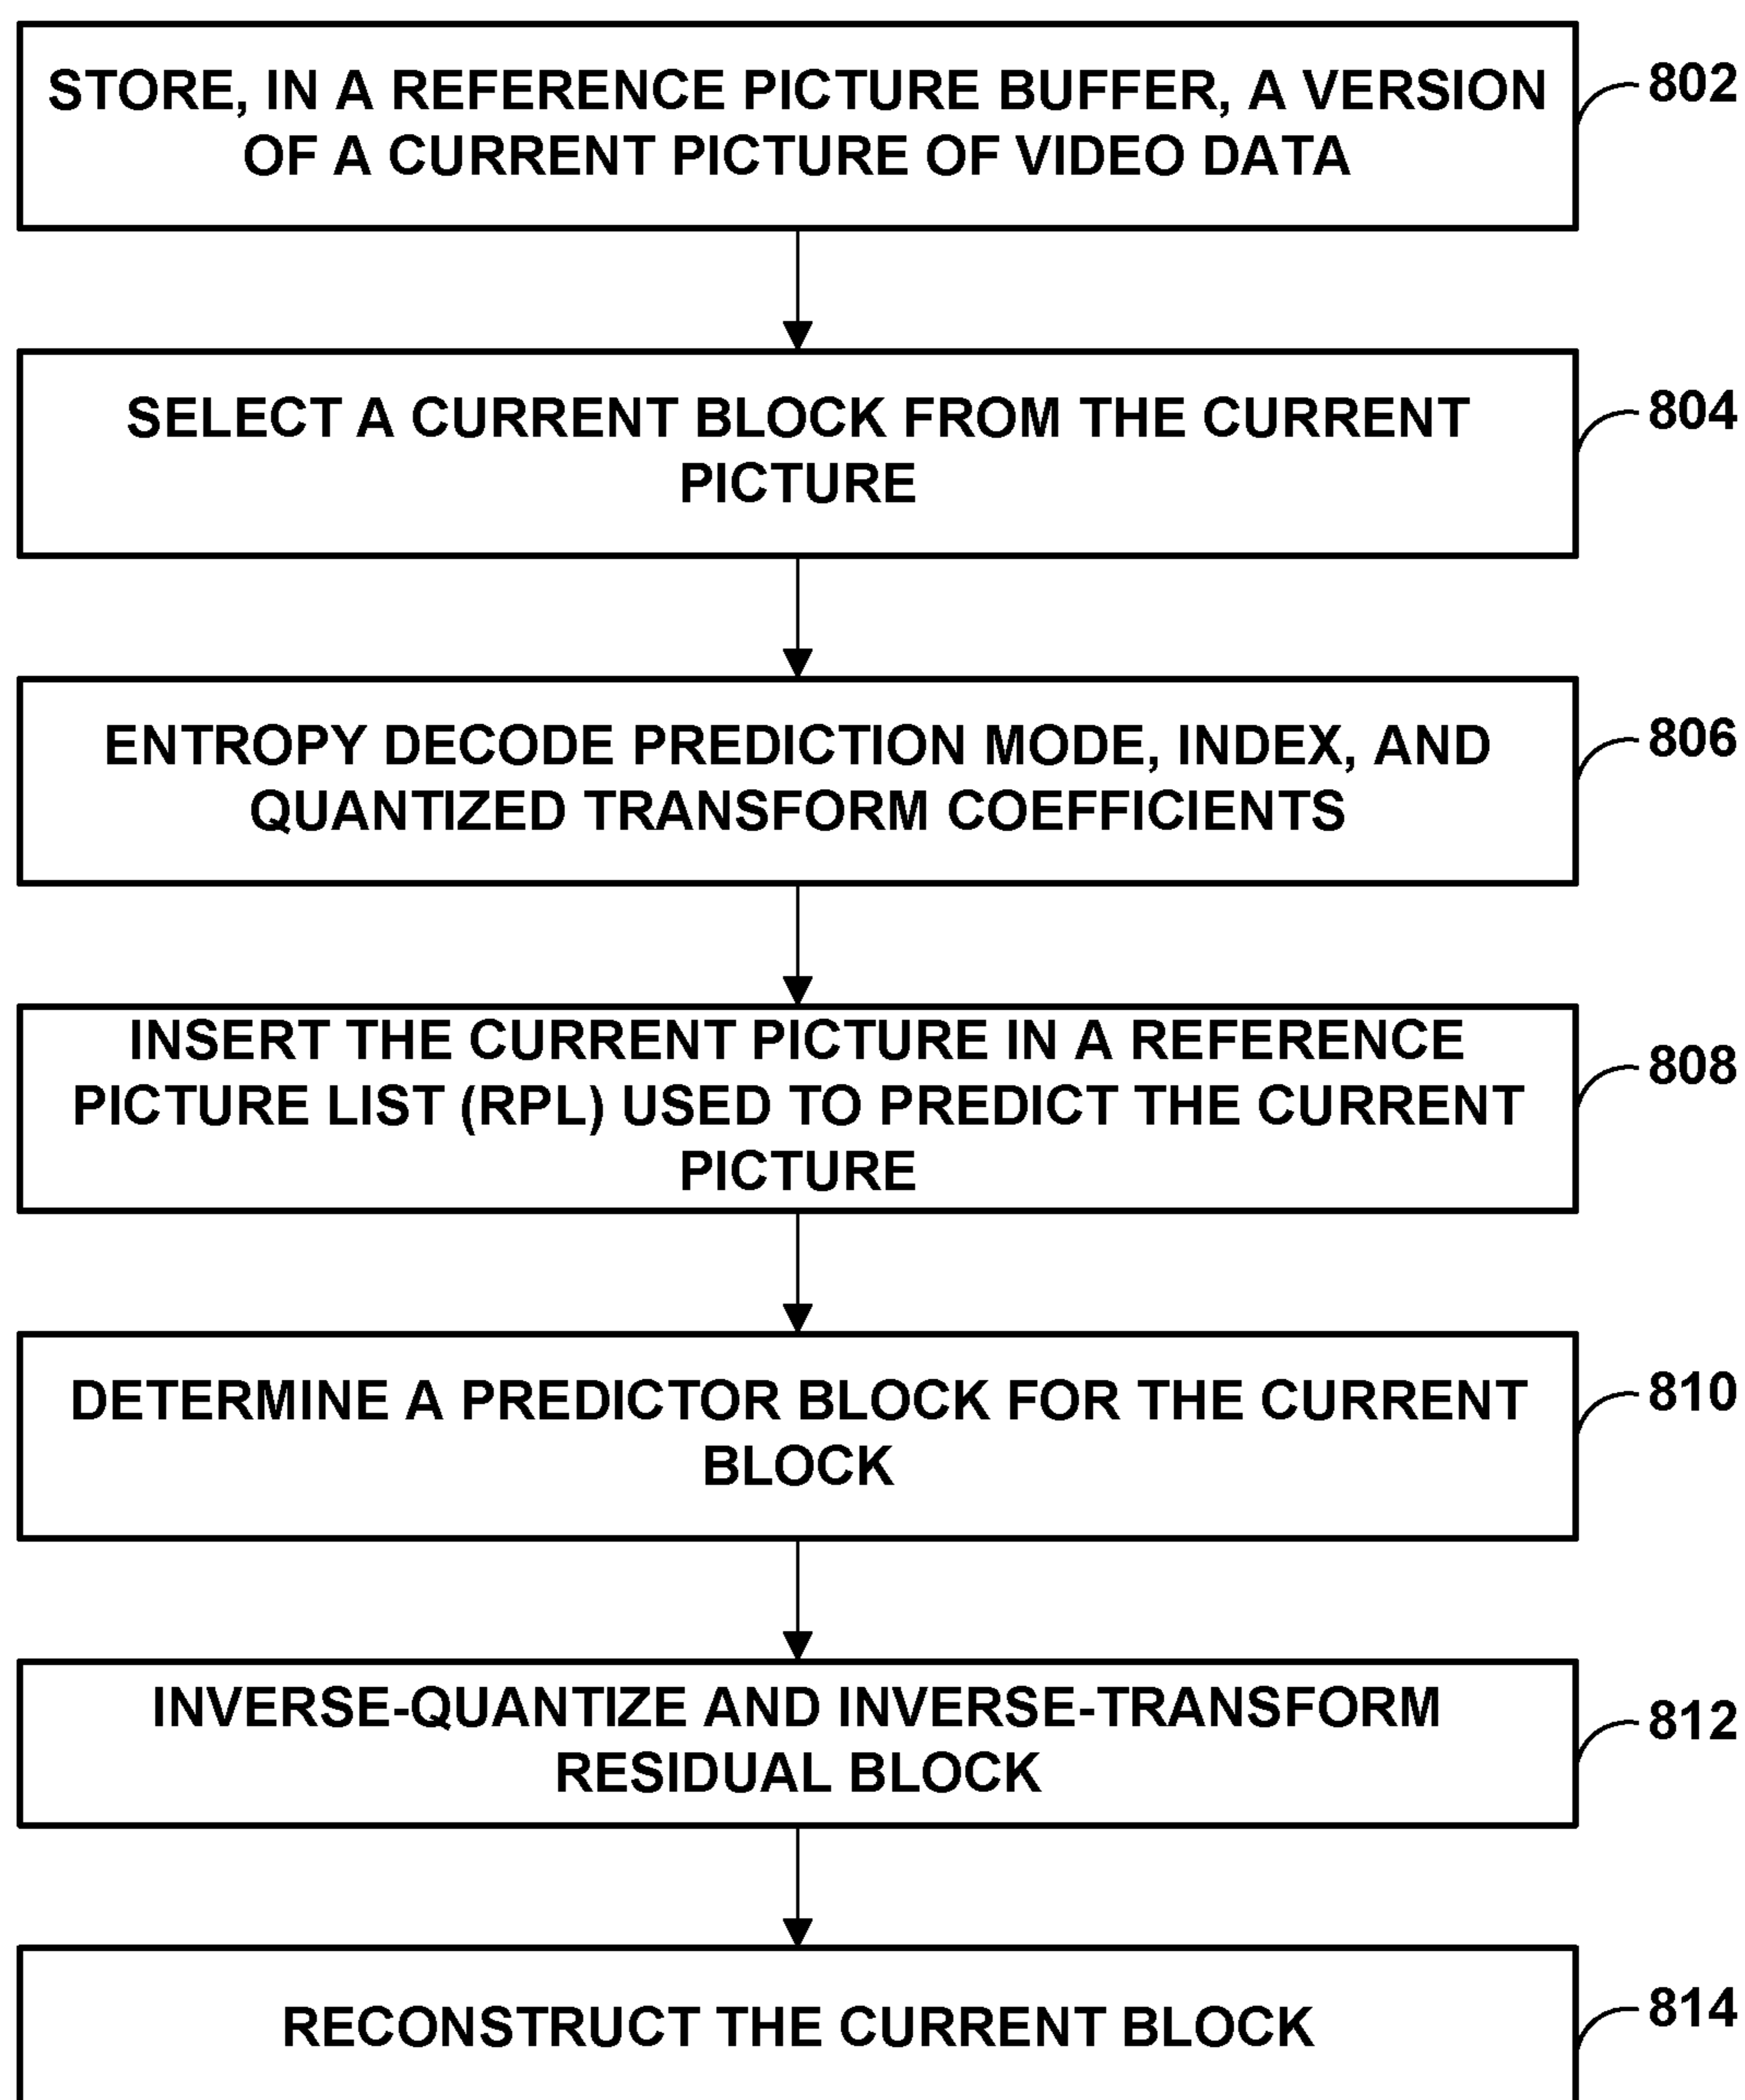 STORE, IN A REFERENCE PICTURE BUFFER, A VERSION
OF A CURRENT PICTURE OF VIDEO DATA
802
SELECT A CURRENT BLOCK FROM THE CURRENT
PICTURE
804
ENTROPY DECODE PREDICTION MODE, INDEX, AND
QUANTIZED TRANSFORM COEFFICIENTS
806
INSERT THE CURRENT PICTURE IN A REFERENCE
PICTURE LIST (RPL) USED TO PREDICT THE CURRENT
PICTURE
808
DETERMINE A PREDICTOR BLOCK FOR THE CURRENT
BLOCK
810
INVERSE-QUANTIZE AND INVERSE-TRANSFORM
RESIDUAL BLOCK
812
RECONSTRUCT THE CURRENT BLOCK
814